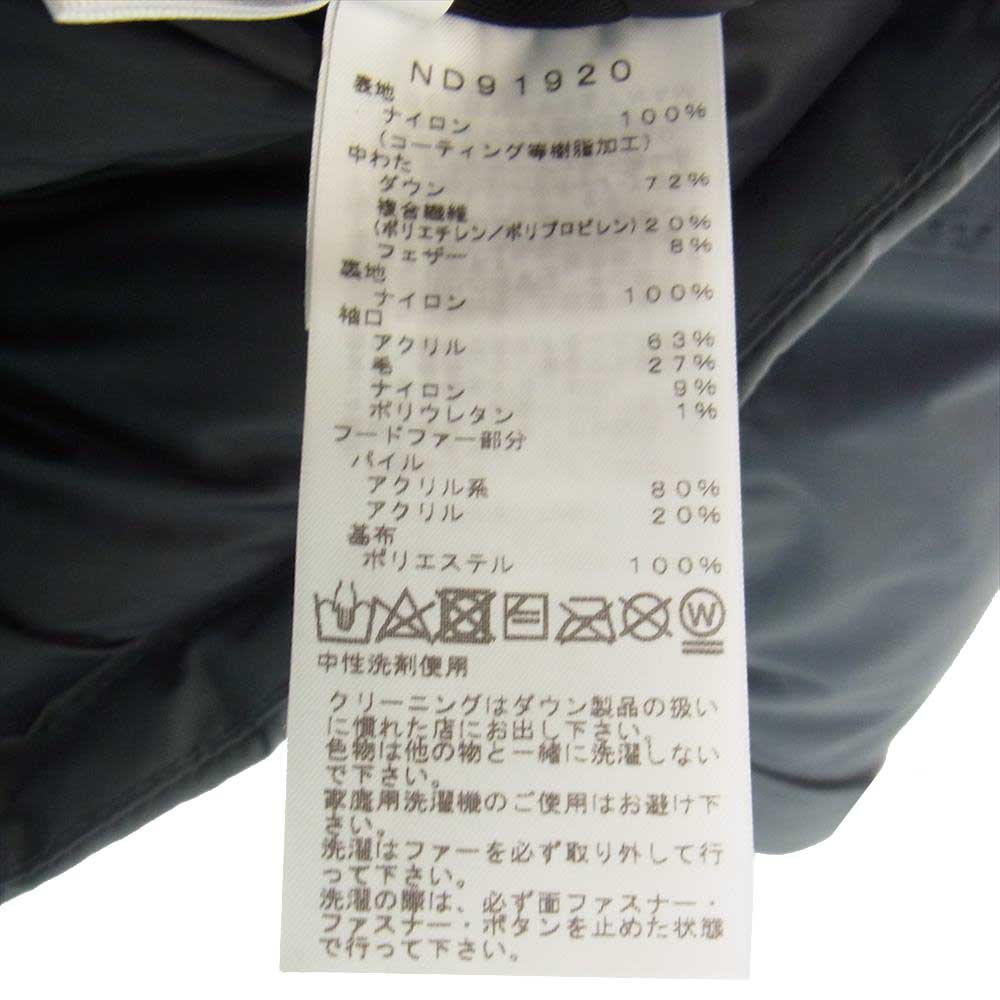 ND91920
表地
ナイロン 100%
(コーティング等樹脂加工)
中わた
ダウン 72%
複合繊維
(ポリエチレン/ポリプロピレン) 20%
フェザー 8%
裏地
ナイロン 100%
袖口
アクリル 63%
毛 27%
ナイロン 9%
ポリウレタン 1%
フードファー部分
パイル
アクリル系 80%
アクリル 20%
基布
ポリエステル 100%
W
中性洗剤使用
クリーニングはダウン製品の扱い
に慣れた店にお出し下さい。
色物は他の物と一緒に洗濯しない
で下さい。
家庭用洗濯機のご使用はお避け下
さい。
洗濯はファーを必ず取り外して行
って下さい。
洗濯の際は、必ず面ファスナー・
ファスナー・ボタンを止めた状態
で行って下さい。